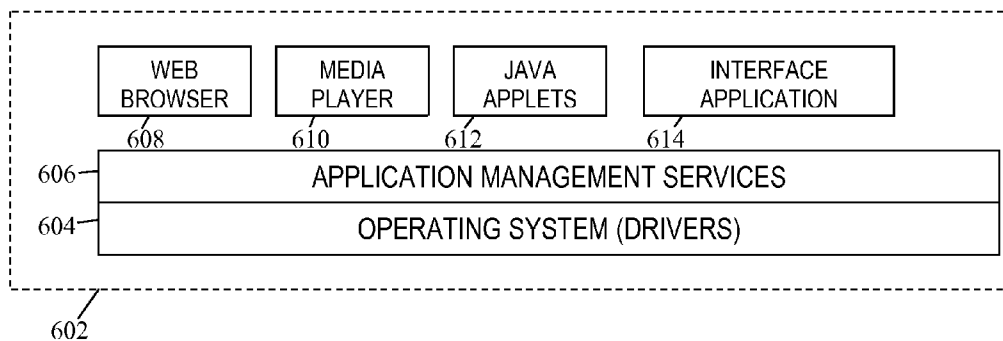 WEB
BROWSER
MEDIA
PLAYER
JAVA
APPLETS
INTERFACE
APPLICATION
608
610
612
614
606
APPLICATION MANAGEMENT SERVICES
604
OPERATING SYSTEM (DRIVERS)
602